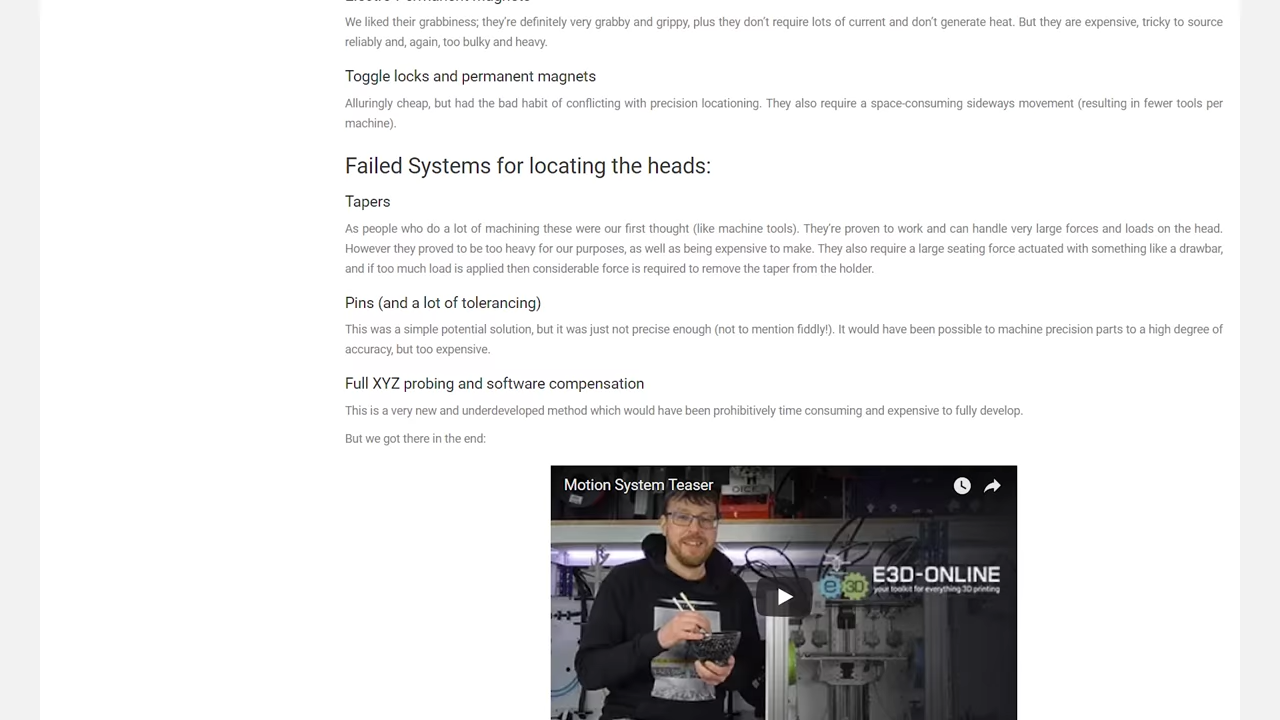 We liked their grabbiness; they're definitely very grabby and grippy, plus they don't require lots of current and don't generate heat. But they are expensive, tricky to source
reliably and, again, too bulky and heavy.
Toggle locks and permanent magnets
Alluringly cheap, but had the bad habit of conflicting with precision locationing. They also require a space-consuming sideways movement (resulting in fewer tools per
machine).
Failed Systems for locating the heads:
Tapers
As people who do a lot of machining these were our first thought (like machine tools). They're proven to work and can handle very large forces and loads on the head.
However they proved to be too heavy for our purposes, as well as being expensive to make. They also require a large seating force actuated with something like a drawbar,
and if too much load is applied then considerable force is required to remove the taper from the holder.
Pins (and a lot of tolerancing)
This was a simple potential solution, but it was just not precise enough (not to mention fiddly!). It would have been possible to machine precision parts to a high degree of
accuracy, but too expensive.
Full XYZ probing and software compensation
This is a very new and underdeveloped method which would have been prohibitively time consuming and expensive to fully develop.
But we got there in the end:
Motion System Teaser
e3D
E3D-ONLINE
your toolkit for everything 3D printing